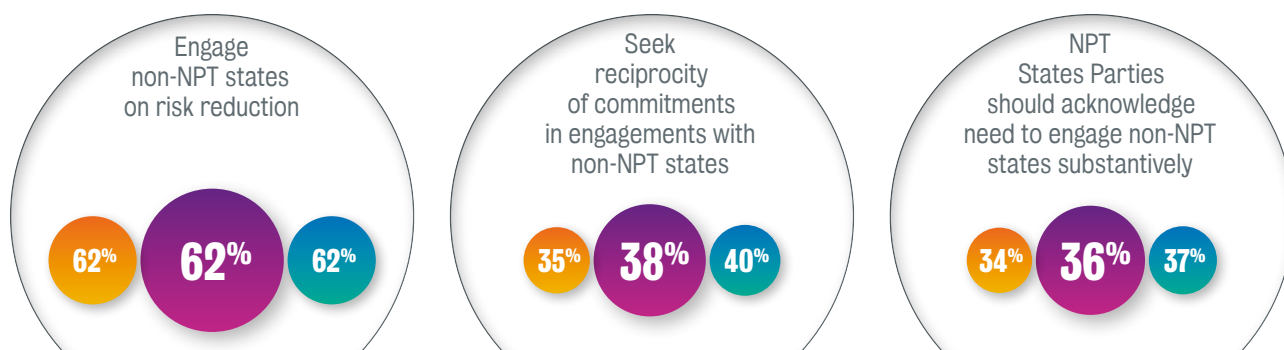 Engage
non-NPT states
on risk reduction
62%
62%
62%
Seek
reciprocity
of commitments
in engagements with
non-NPT states
35%
38%
40%
NPT
States Parties
should acknowledge
need to engage non-NPT
states substantively
34%
36%
37%